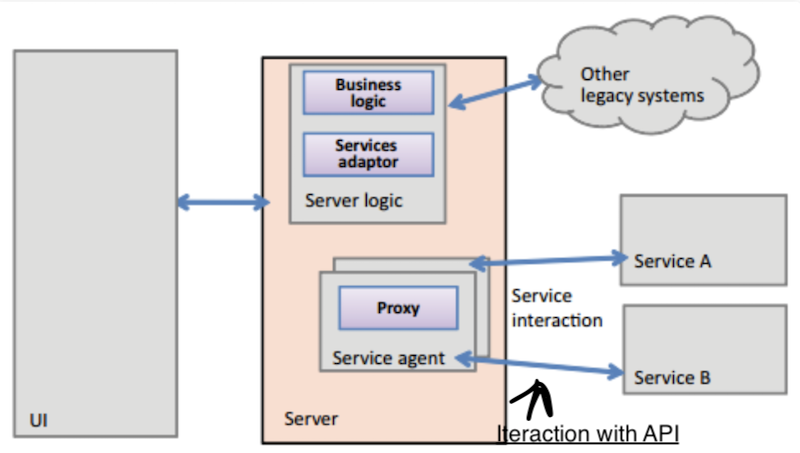 Business
logic
Services
adaptor
Server logic
Other
legacy systems
Service A
Service
interaction
Proxy
Service agent
Service B
UI
Server
Iteraction with API